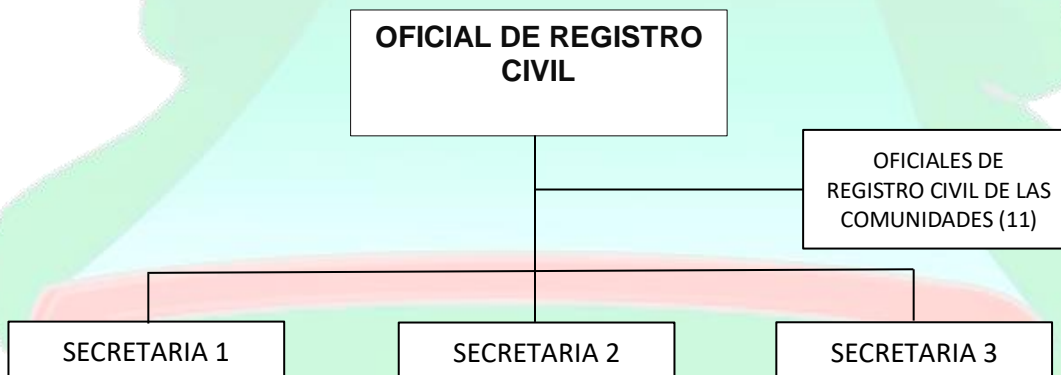 OFICIAL DE REGISTRO
CIVIL
OFICIALES DE
REGISTRO CIVIL DE LAS
COMUNIDADES (11)
SECRETARIA 1
SECRETARIA 2
SECRETARIA 3